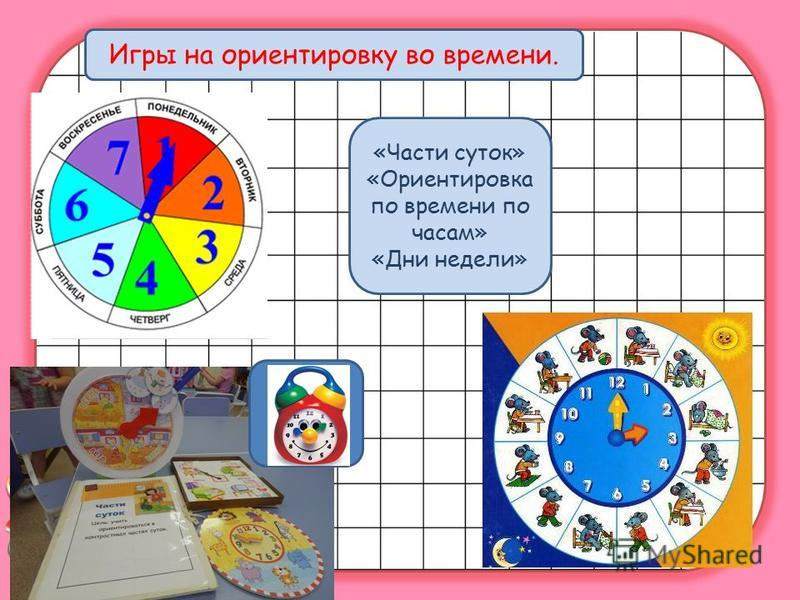 Игры на ориентировку во времени.
ВОСКРЕСЕНЬЕ
ПОНЕДЕЛЬНИК
ВТОРНИК
СРЕДА
ЧЕТВЕРГ
ПЯТНИЦА
СУББОТА
7
1
2
3
4
5
6
«Части суток»
«Ориентировка
по времени по
часам»
«Дни недели»
12
1
2
3
4
5
6
7
8
9
10
11
Части
суток
Цель: учить
ориентироваться в
контрастных частях суток.
MyShared